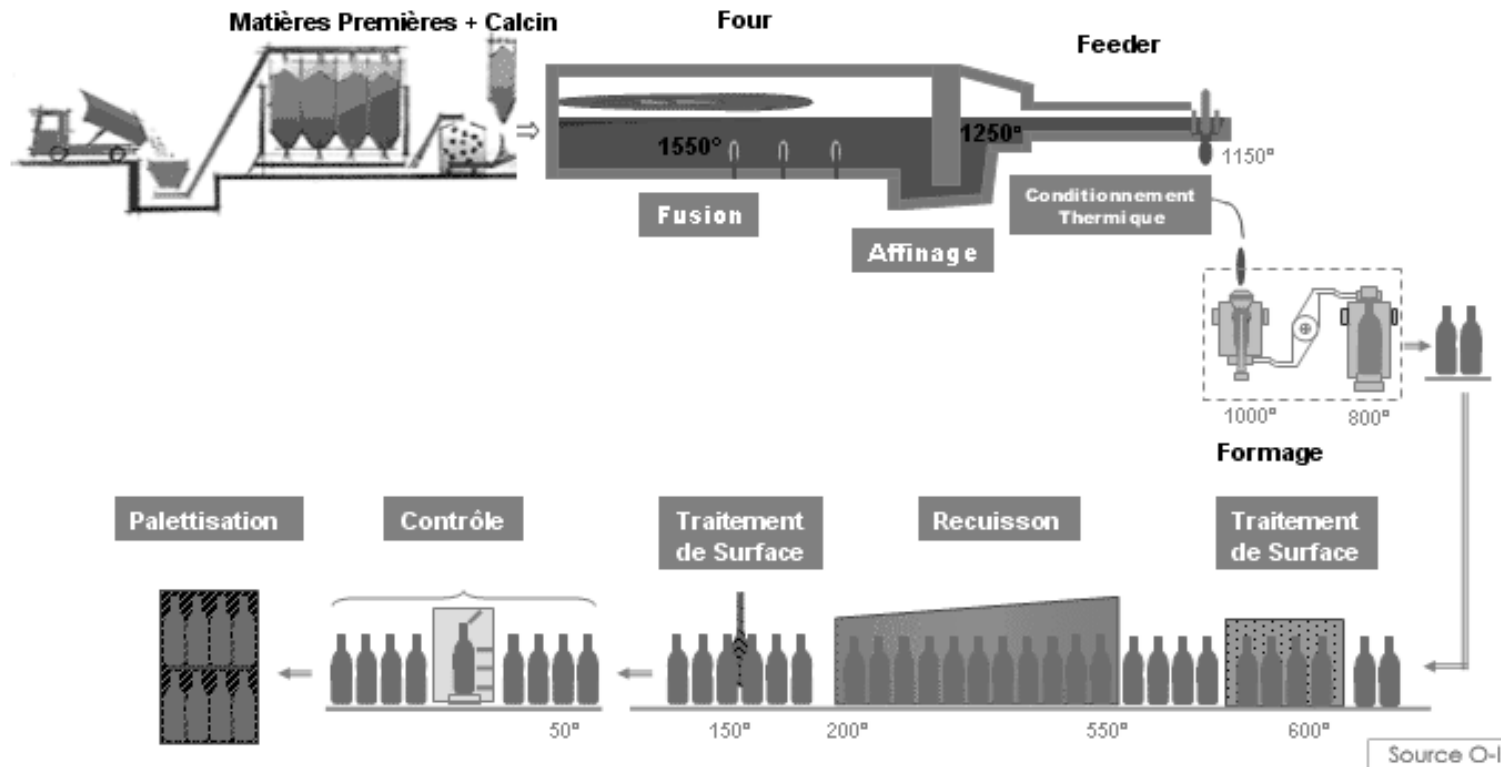 Matières Premières + Calcin
Four
Feeder
1550°
1250°
1150°
Fusion
Affinage
Conditionnement
Thermique
1000°
800°
Formage
Palettisation
Contrôle
Traitement
de Surface
Recuisson
Traitement
de Surface
50°
150°
200°
550°
600°
Source O-I